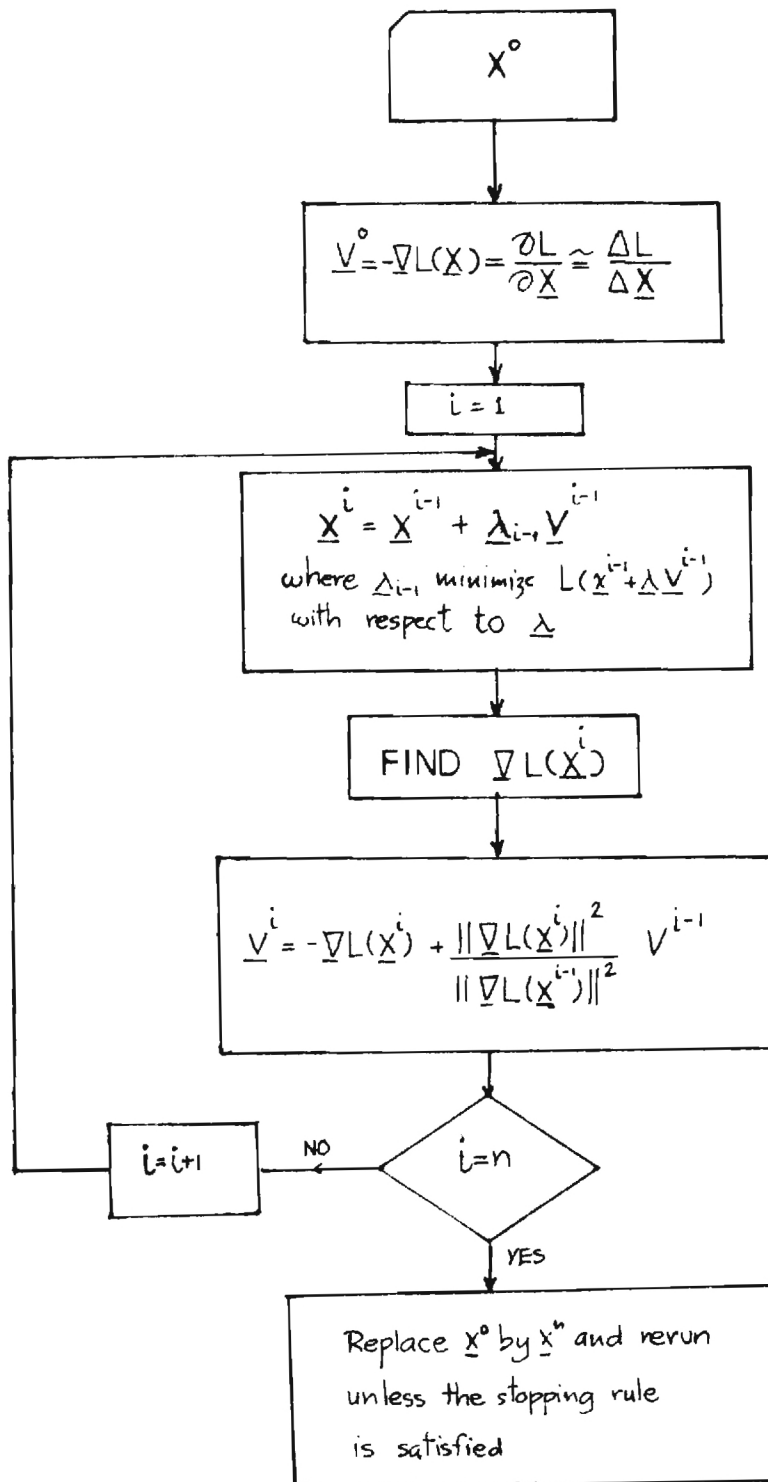 X°
V° = -∇L(X) = ∂L/∂X ≅ ΔL/ΔX
i = 1
X^i = X^{i-1} + λ_{i-1} V^{i-1}
where λ_{i-1} minimize L(x^{i-1}+λ V^{i-1})
with respect to λ
FIND ∇L(X^i)
V^i = -∇L(X^i) + ||∇L(X^i)||^2 / ||∇L(X^{i-1})||^2 V^{i-1}
i=n
NO
i=i+1
YES
Replace x° by x^n and rerun
unless the stopping rule
is satisfied